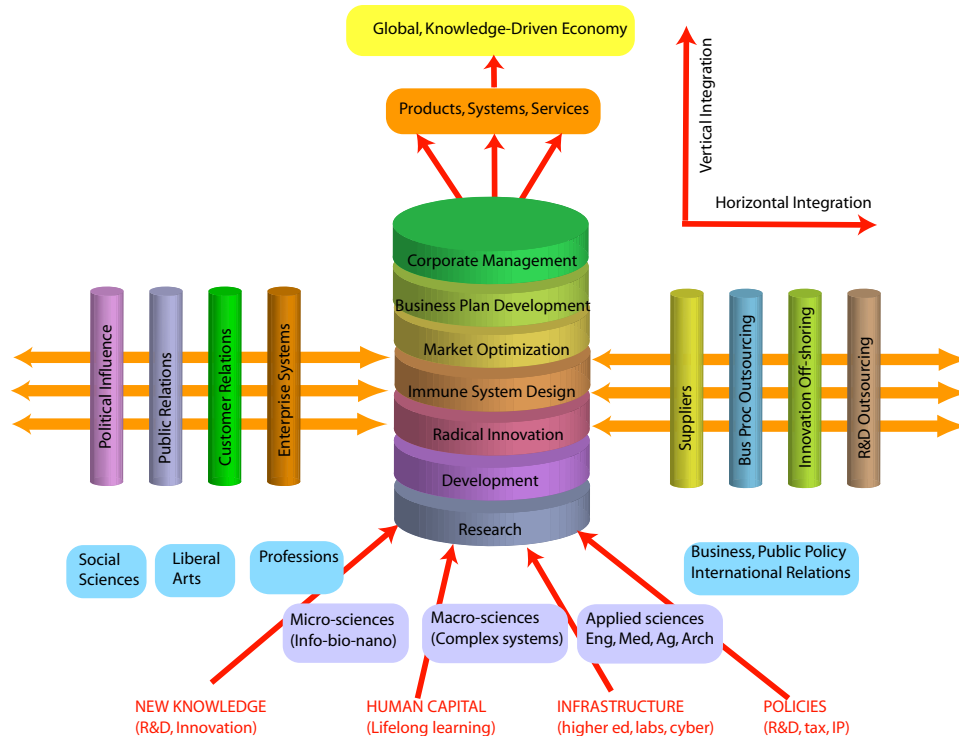 Global, Knowledge-Driven Economy
Products, Systems, Services
Vertical Integration
Horizontal Integration
Corporate Management
Business Plan Development
Market Optimization
Immune System Design
Radical Innovation
Development
Research
Political Influence
Public Relations
Customer Relations
Enterprise Systems
Suppliers
Bus Proc Outsourcing
Innovation Off-shoring
R&D Outsourcing
Social
Sciences
Liberal
Arts
Professions
Business, Public Policy
International Relations
Micro-sciences
(Info-bio-nano)
Macro-sciences
(Complex systems)
Applied sciences
Eng, Med, Ag, Arch
NEW KNOWLEDGE
(R&D, Innovation)
HUMAN CAPITAL
(Lifelong learning)
INFRASTRUCTURE
(higher ed, labs, cyber)
POLICIES
(R&D, tax, IP)